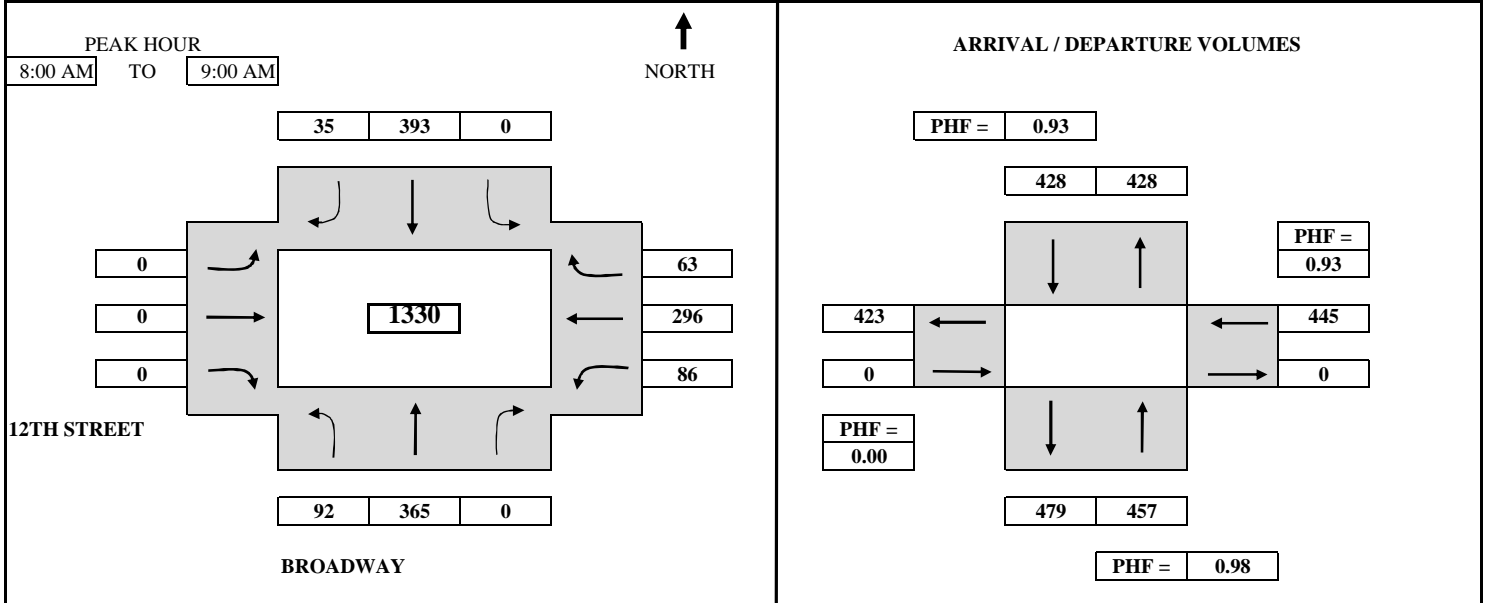 PEAK HOUR
8:00 AM TO 9:00 AM
NORTH
35 393 0
0 63
0 1330 296
0 86
12TH STREET
92 365 0
BROADWAY
ARRIVAL / DEPARTURE VOLUMES
PHF = 0.93
428 428
PHF =
0.93
423 445
0 0
PHF =
0.00
479 457
PHF = 0.98